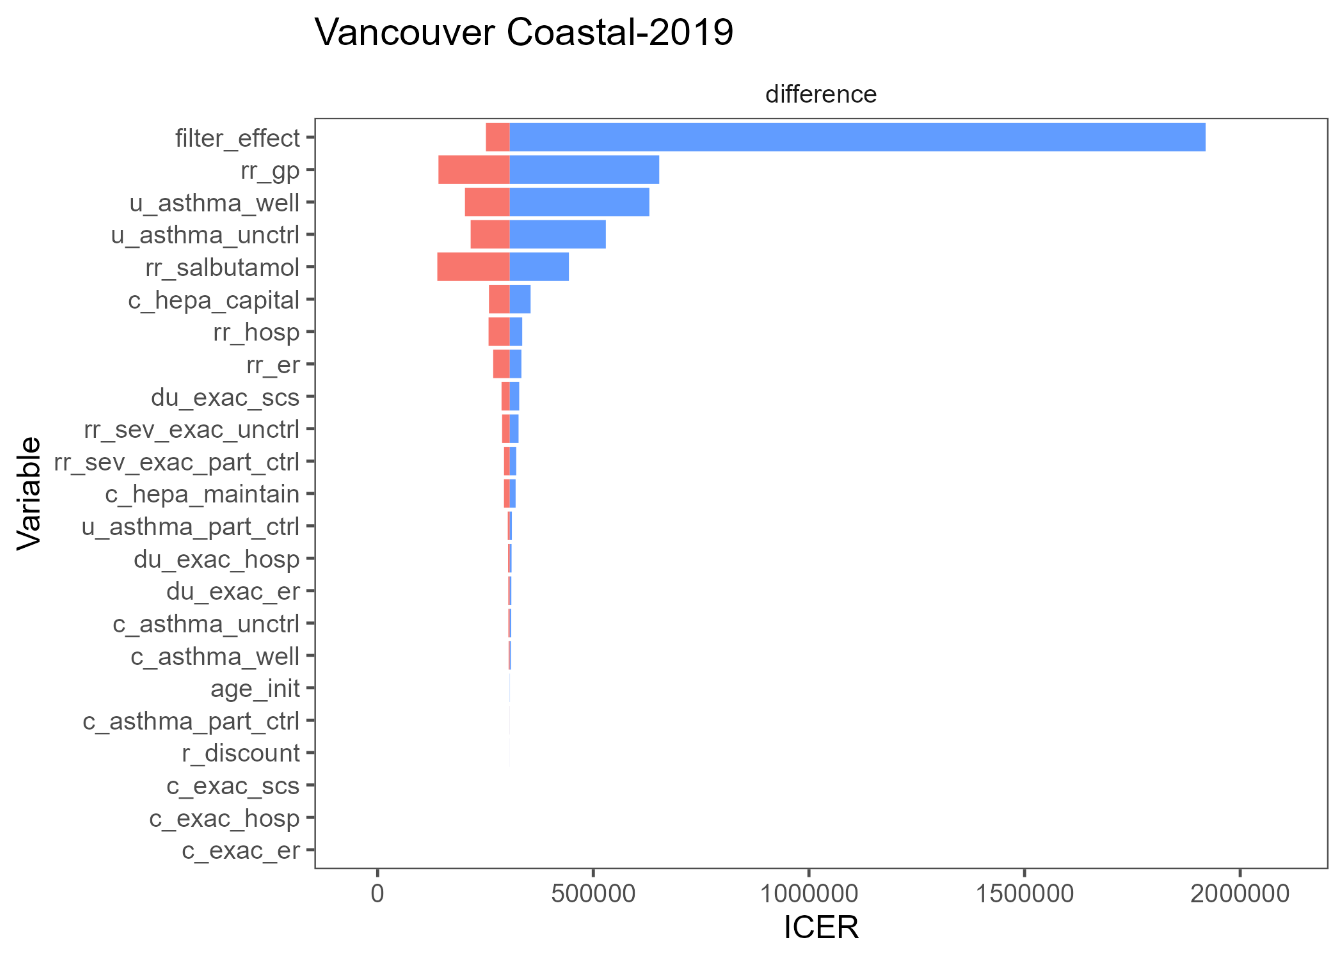 Vancouver Coastal-2019
difference
filter_effect
rr_gp
u_asthma_well
u_asthma_unctrl
rr_salbutamol
c_hepa_capital
rr_hosp
rr_er
du_exac_scs
rr_sev_exac_unctrl
rr_sev_exac_part_ctrl
c_hepa_maintain
u_asthma_part_ctrl
du_exac_hosp
du_exac_er
c_asthma_unctrl
c_asthma_well
age_init
c_asthma_part_ctrl
r_discount
c_exac_scs
c_exac_hosp
c_exac_er
Variable
0 500000 1000000 1500000 2000000
ICER